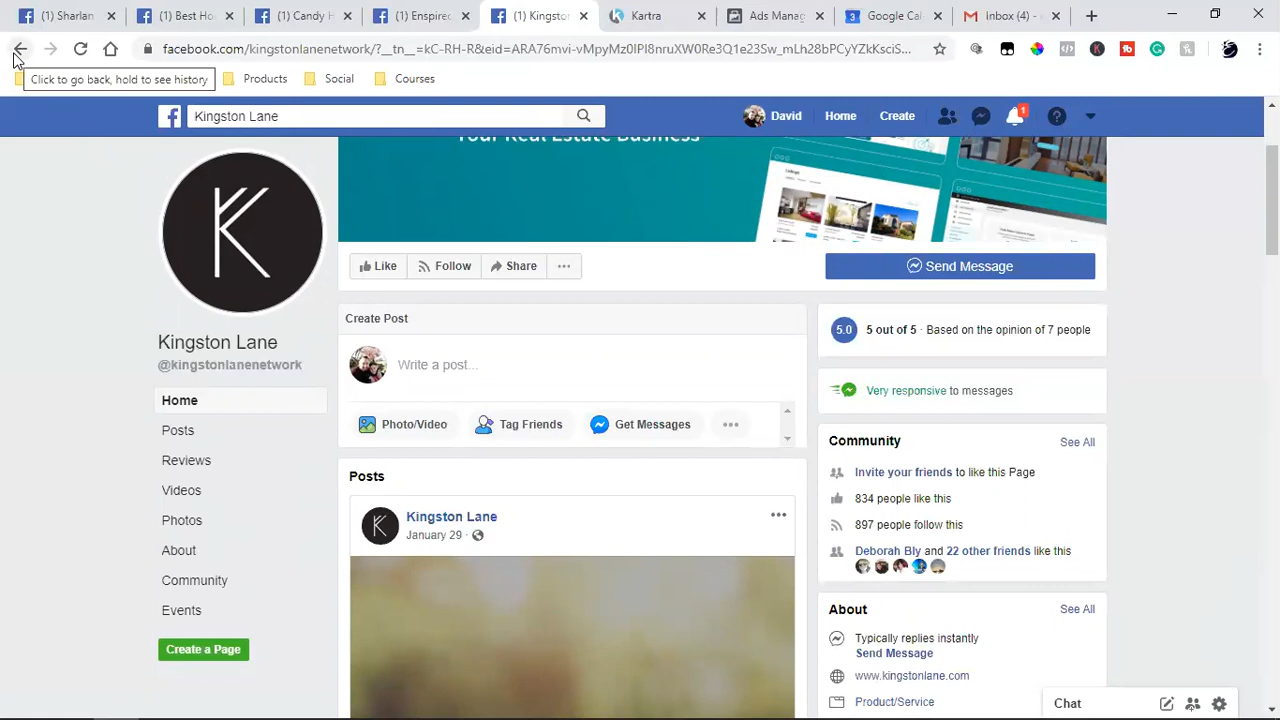 (1) Sharlan
(1) Best Ho
(1) Candy H
(1) Enspired
(1) Kingsto
Kartra
Ads Manag
Google Cal
Inbox (4) -
facebook.com/kingstonlanenetwork/?__tn__=kC-RH-R&eid=
Click to go back, hold to see history
Products
Social
Courses
Kingston Lane
David
Home
Create
1
Your Real Estate Business
Like
Follow
Share
Send Message
Kingston Lane
@kingstonlanenetwork
Home
Posts
Reviews
Videos
Photos
About
Community
Events
Create a Page
Create Post
Write a post...
Photo/Video
Tag Friends
Get Messages
Posts
Kingston Lane
January 29
5.0
5 out of 5 · Based on the opinion of 7 people
Very responsive to messages
Community
See All
Invite your friends to like this Page
834 people like this
897 people follow this
Deborah Bly and 22 other friends like this
About
See All
Typically replies instantly
Send Message
www.kingstonlane.com
Product/Service
Chat